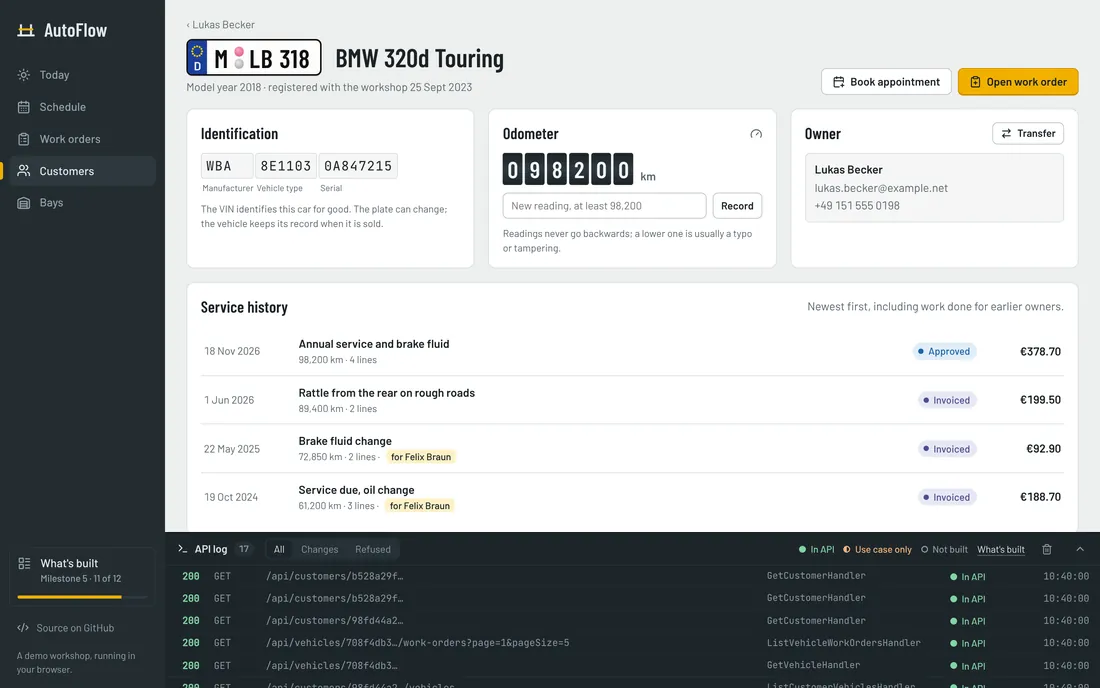 AutoFlow
Today
Schedule
Work orders
Customers
Bays
What's built
Milestone 5 · 11 of 12
Source on GitHub
A demo workshop, running in
your browser.
‹ Lukas Becker
D M LB 318
BMW 320d Touring
Model year 2018 · registered with the workshop 25 Sept 2023
Book appointment
Open work order
Identification
WBA 8E1103 0A847215
Manufacturer Vehicle type Serial
The VIN identifies this car for good. The plate can change;
the vehicle keeps its record when it is sold.
Odometer
098200 km
New reading, at least 98,200
Record
Readings never go backwards; a lower one is usually a typo
or tampering.
Owner
Transfer
Lukas Becker
lukas.becker@example.net
+49 151 555 0198
Service history
Newest first, including work done for earlier owners.
18 Nov 2026 Annual service and brake fluid Approved €378.70
98,200 km · 4 lines
1 Jun 2026 Rattle from the rear on rough roads Invoiced €199.50
89,400 km · 2 lines
22 May 2025 Brake fluid change Invoiced €92.90
72,850 km · 2 lines · for Felix Braun
19 Oct 2024 Service due, oil change Invoiced €188.70
61,200 km · 3 lines · for Felix Braun
API log 17 All Changes Refused In API Use case only Not built What's built
200 GET /api/customers/b528a29f… GetCustomerHandler In API 10:40:00
200 GET /api/customers/b528a29f… GetCustomerHandler In API 10:40:00
200 GET /api/customers/98fd44a2… GetCustomerHandler In API 10:40:00
200 GET /api/vehicles/708f4db3…/work-orders?page=1&pageSize=5 ListVehicleWorkOrdersHandler In API 10:40:00
200 GET /api/vehicles/708f4db3… GetVehicleHandler In API 10:40:00
200 GET /api/customers/98fd44a2…/vehicles ListCustomerVehiclesHandler In API 10:40:00